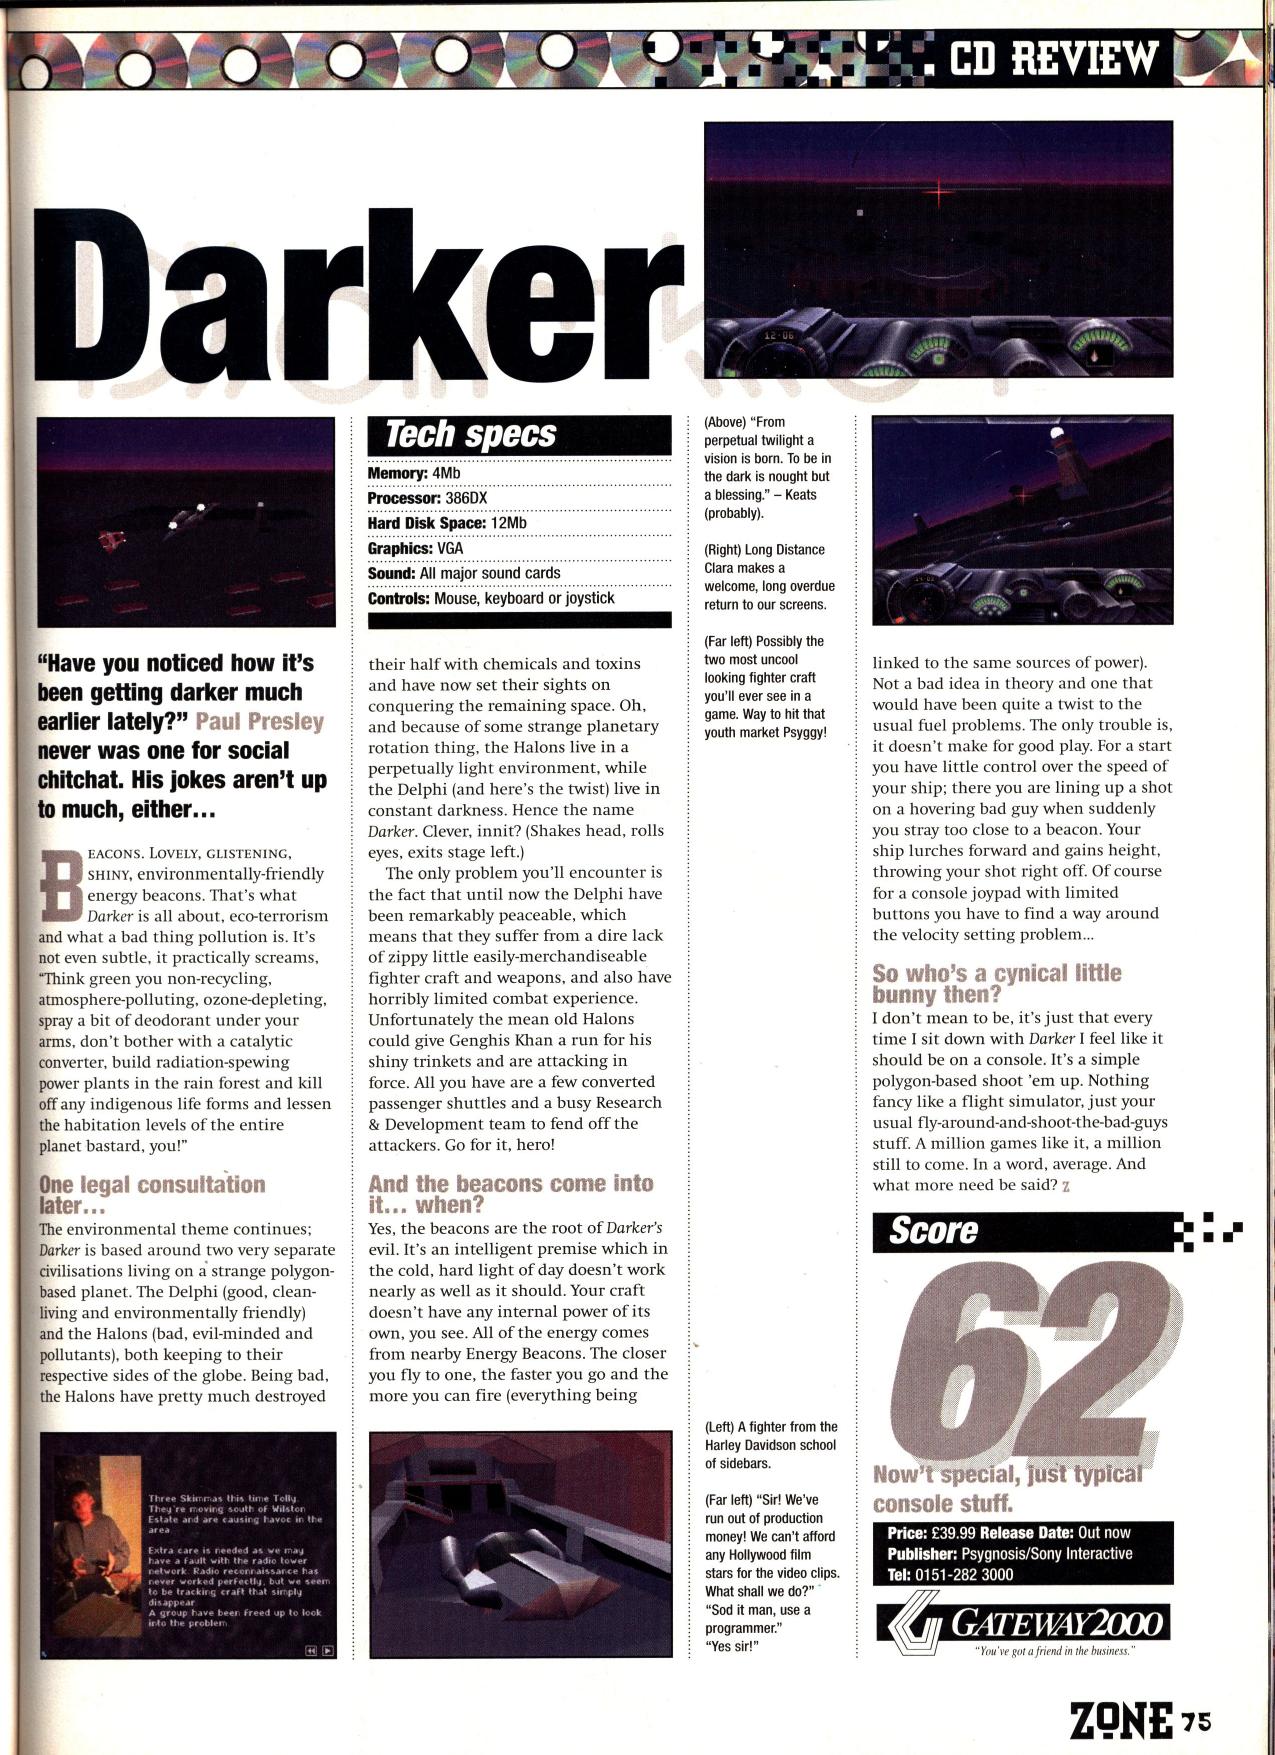 CD REVIEW
Darker
12:06
Tech specs
Memory: 4Mb
Processor: 386DX
Hard Disk Space: 12Mb
Graphics: VGA
Sound: All major sound cards
Controls: Mouse, keyboard or joystick
(Above) “From
perpetual twilight a
vision is born. To be in
the dark is nought but
a blessing.” – Keats
(probably).
(Right) Long Distance
Clara makes a
welcome, long overdue
return to our screens.
(Far left) Possibly the
two most uncool
looking fighter craft
you’ll ever see in a
game. Way to hit that
youth market Psyggy!
“Have you noticed how it’s
been getting darker much
earlier lately?” Paul Presley
never was one for social
chitchat. His jokes aren’t up
to much, either...
BEACONS. LOVELY, GLISTENING,
SHINY, environmentally-friendly
energy beacons. That’s what
Darker is all about, eco-terrorism
and what a bad thing pollution is. It’s
not even subtle, it practically screams,
“Think green you non-recycling,
atmosphere-polluting, ozone-depleting,
spray a bit of deodorant under your
arms, don’t bother with a catalytic
converter, build radiation-spewing
power plants in the rain forest and kill
off any indigenous life forms and lessen
the habitation levels of the entire
planet bastard, you!”
One legal consultation
later...
The environmental theme continues;
Darker is based around two very separate
civilisations living on a strange polygon-
based planet. The Delphi (good, clean-
living and environmentally friendly)
and the Halons (bad, evil-minded and
pollutants), both keeping to their
respective sides of the globe. Being bad,
the Halons have pretty much destroyed
their half with chemicals and toxins
and have now set their sights on
conquering the remaining space. Oh,
and because of some strange planetary
rotation thing, the Halons live in a
perpetually light environment, while
the Delphi (and here’s the twist) live in
constant darkness. Hence the name
Darker. Clever, innit? (Shakes head, rolls
eyes, exits stage left.)
The only problem you’ll encounter is
the fact that until now the Delphi have
been remarkably peaceable, which
means that they suffer from a dire lack
of zippy little easily-merchandiseable
fighter craft and weapons, and also have
horribly limited combat experience.
Unfortunately the mean old Halons
could give Genghis Khan a run for his
shiny trinkets and are attacking in
force. All you have are a few converted
passenger shuttles and a busy Research
& Development team to fend off the
attackers. Go for it, hero!
And the beacons come into
it... when?
Yes, the beacons are the root of Darker’s
evil. It’s an intelligent premise which in
the cold, hard light of day doesn’t work
nearly as well as it should. Your craft
doesn’t have any internal power of its
own, you see. All of the energy comes
from nearby Energy Beacons. The closer
you fly to one, the faster you go and the
more you can fire (everything being
linked to the same sources of power).
Not a bad idea in theory and one that
would have been quite a twist to the
usual fuel problems. The only trouble is,
it doesn’t make for good play. For a start
you have little control over the speed of
your ship; there you are lining up a shot
on a hovering bad guy when suddenly
you stray too close to a beacon. Your
ship lurches forward and gains height,
throwing your shot right off. Of course
for a console joypad with limited
buttons you have to find a way around
the velocity setting problem...
So who’s a cynical little
bunny then?
I don’t mean to be, it’s just that every
time I sit down with Darker I feel like it
should be on a console. It’s a simple
polygon-based shoot ’em up. Nothing
fancy like a flight simulator, just your
usual fly-around-and-shoot-the-bad-guys
stuff. A million games like it, a million
still to come. In a word, average. And
what more need be said? Z
Three Skimmas this time Tolly.
They're moving south of Wilston
Estate and are causing havoc in the
area
Extra care is needed as we may
have a fault with the radio tower
network. Radio reconnaissance has
never worked perfectly, but we seem
to be tracking craft that simply
disappear
A group have been freed up to look
into the problem.
(Left) A fighter from the
Harley Davidson school
of sidebars.
(Far left) “Sir! We’ve
run out of production
money! We can’t afford
any Hollywood film
stars for the video clips.
What shall we do?”
“Sod it man, use a
programmer.”
“Yes sir!”
Score
62
Now’t special, just typical
console stuff.
Price: £39.99 Release Date: Out now
Publisher: Psygnosis/Sony Interactive
Tel: 0151-282 3000
GATEWAY2000
“You’ve got a friend in the business.”
ZONE 75